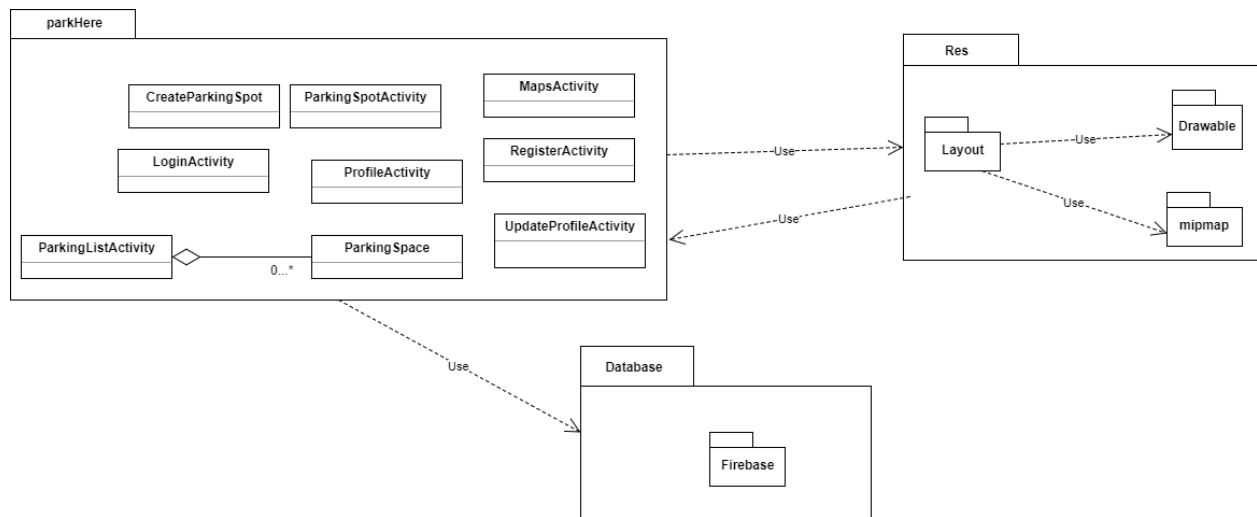 parkHere
CreateParkingSpot
ParkingSpotActivity
MapsActivity
LoginActivity
ProfileActivity
RegisterActivity
ParkingListActivity
0...*
ParkingSpace
UpdateProfileActivity
Use
Use
Res
Layout
Use
Drawable
Use
mipmap
Use
Database
Firebase